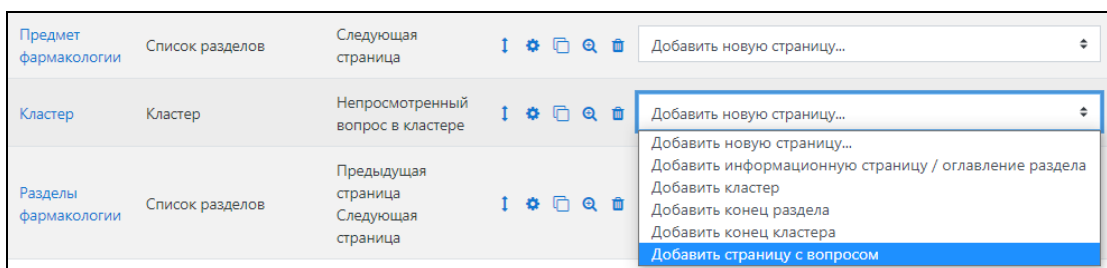 Предмет
фармакологии
Список разделов
Следующая
страница
Добавить новую страницу...
Кластер
Кластер
Непросмотренный
вопрос в кластере
Добавить новую страницу...
Добавить новую страницу...
Добавить информационную страницу / оглавление раздела
Добавить кластер
Добавить конец раздела
Добавить конец кластера
Добавить страницу с вопросом
Разделы
фармакологии
Список разделов
Предыдущая
страница
Следующая
страница